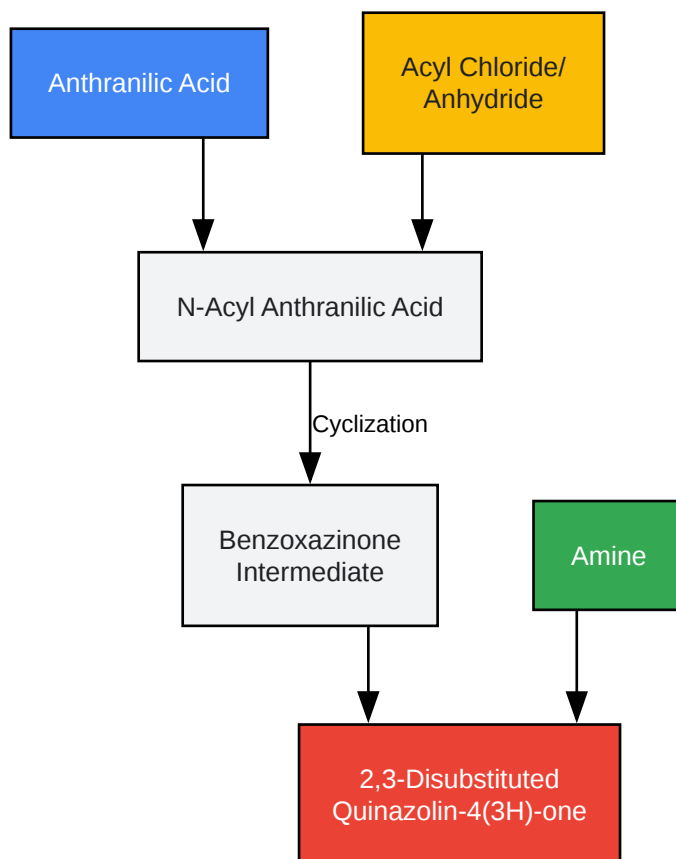 Anthranilic Acid
Acyl Chloride/
Anhydride
N-Acyl Anthranilic Acid
Cyclization
Benzoxazinone
Intermediate
Amine
2,3-Disubstituted
Quinazolin-4(3H)-one